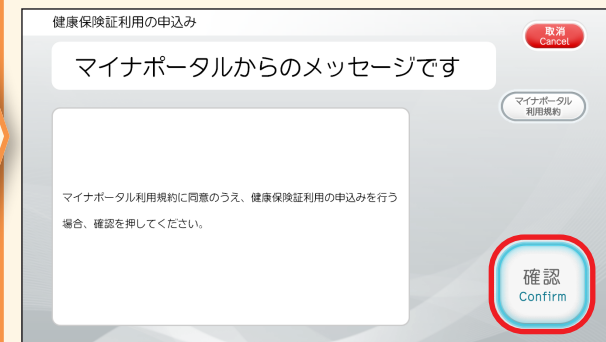 健康保険証利用の申込み
取消
Cancel
マイナポータルからのメッセージです
マイナポータル
利用規約
マイナポータル利用規約に同意のうえ、健康保険証利用の申込みを行う
場合、確認を押してください。
確認
Confirm